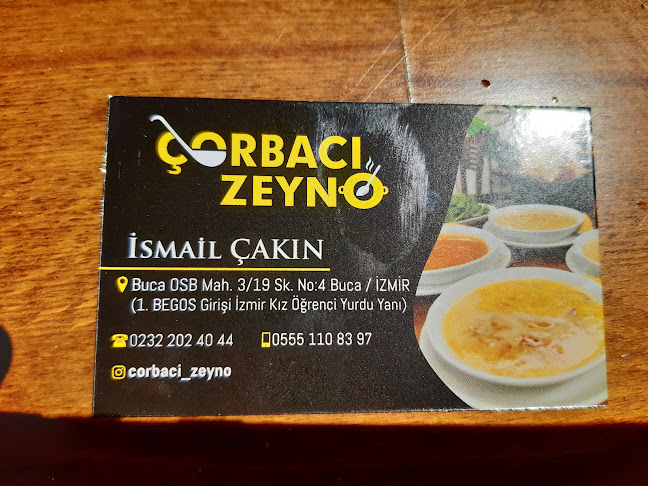 ÇORBACI
ZEYNO
İSMAİL ÇAKIN
Buca OSB Mah. 3/19 Sk. No:4 Buca / İZMİR
(1. BEGOS Girişi İzmir Kız Öğrenci Yurdu Yanı)
0232 202 40 44 0555 110 83 97
corbaci_zeyno